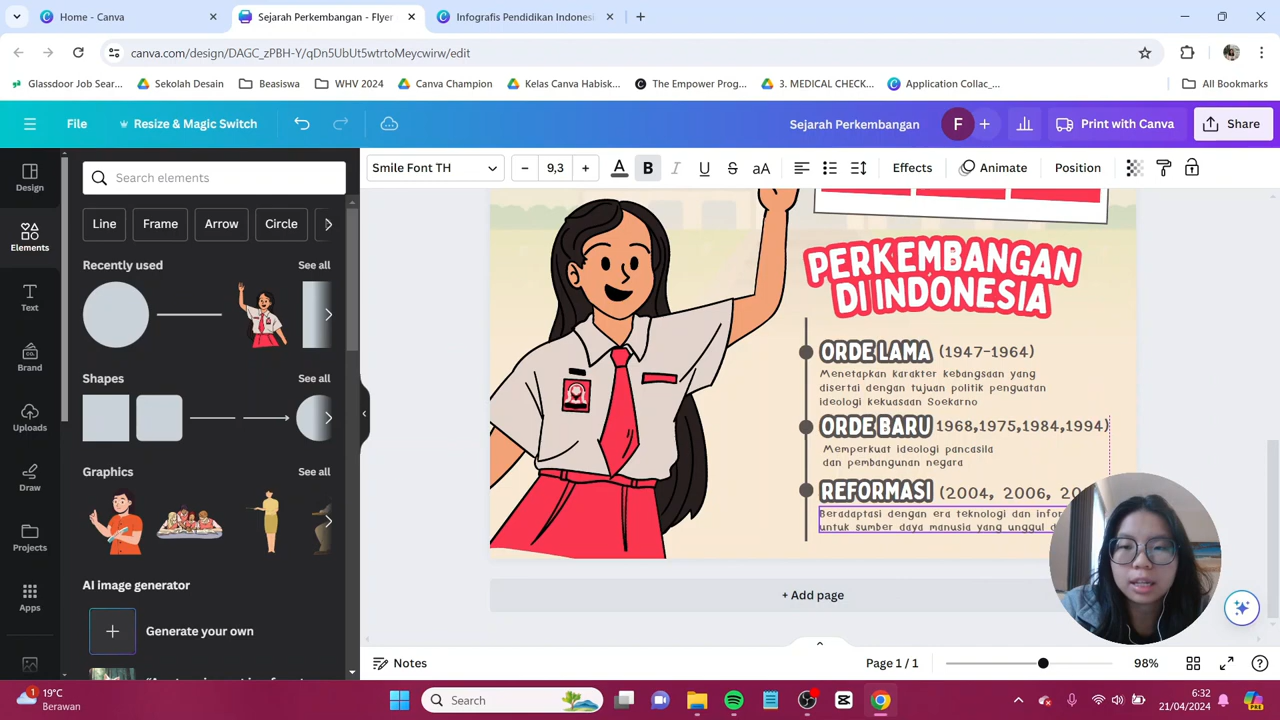 Home - Canva
Sejarah Perkembangan - Flyer
Infografis Pendidikan Indonesia
canva.com/design/DAGC_zPBH-Y/qDn5UbUt5wtrtoMeycwirw/edit
Glassdoor Job Sear...
Sekolah Desain
Beasiswa
WHV 2024
Canva Champion
Kelas Canva Habisk...
The Empower Prog...
3. MEDICAL CHECK...
Application Collac_...
All Bookmarks
File
Resize & Magic Switch
Sejarah Perkembangan
F
Print with Canva
Share
Smile Font TH
9,3
Effects
Animate
Position
Search elements
Line
Frame
Arrow
Circle
Recently used
See all
Shapes
See all
Graphics
See all
AI image generator
Generate your own
Design
Elements
Text
Brand
Uploads
Draw
Projects
Apps
PERKEMBANGAN
DI INDONESIA
ORDE LAMA (1947-1964)
Menetapkan karakter kebangsaan yang
disertai dengan tujuan politik penguatan
ideologi kekuasaan Soekarno
ORDE BARU 1968,1975,1984,1994)
Memperkuat ideologi pancasila
dan pembangunan negara
REFORMASI (2004, 2006,
Beradaptasi dengan era teknologi dan
untuk sumber daya manusia yang unggul
+ Add page
Notes
Page 1 / 1
98%
19°C
Berawan
Search
6:32
21/04/2024